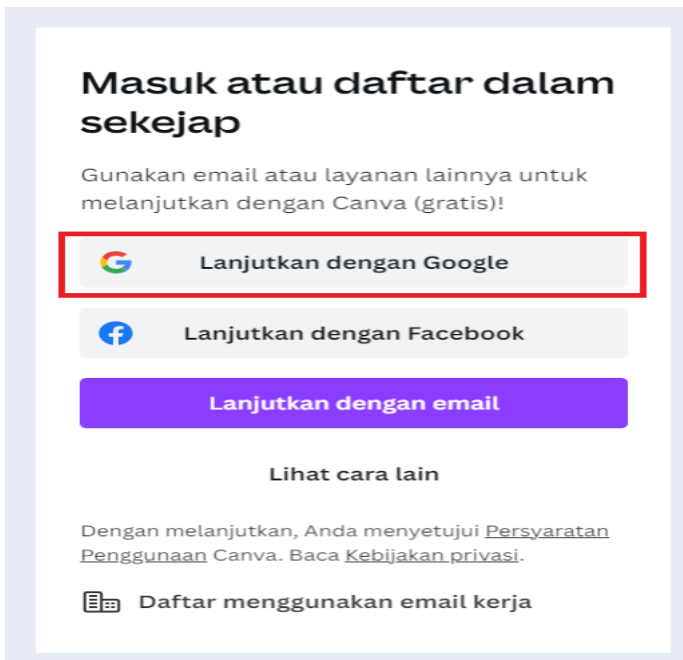 Masuk atau daftar dalam
sekejap
Gunakan email atau layanan lainnya untuk
melanjutkan dengan Canva (gratis)!
Lanjutkan dengan Google
Lanjutkan dengan Facebook
Lanjutkan dengan email
Lihat cara lain
Dengan melanjutkan, Anda menyetujui Persyaratan
Penggunaan Canva. Baca Kebijakan privasi.
Daftar menggunakan email kerja